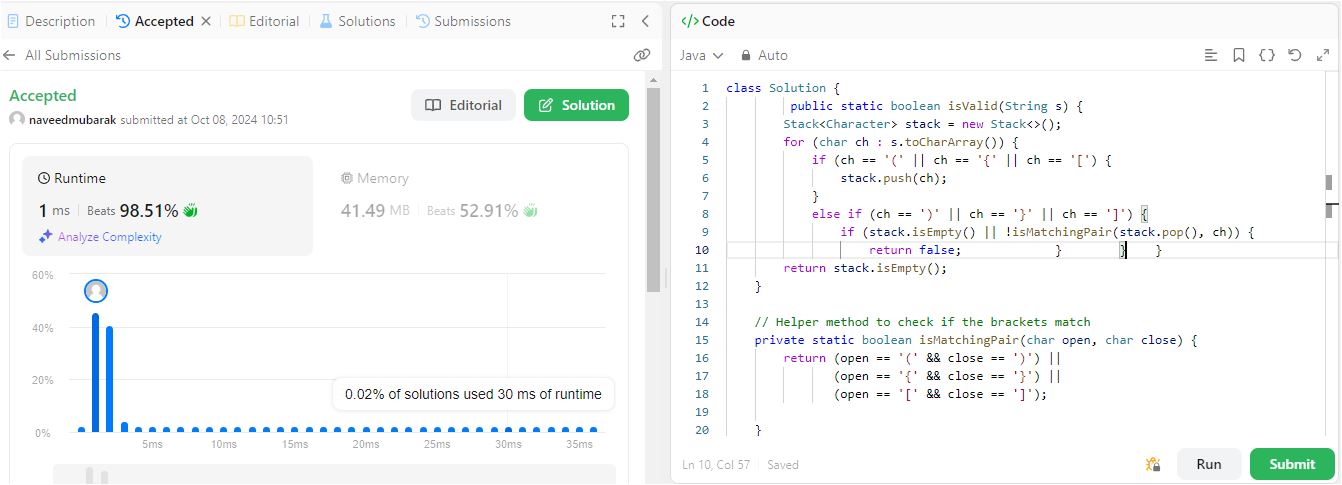 Description Accepted Editorial Solutions Submissions
All Submissions
Accepted
naveedmubarak submitted at Oct 08, 2024 10:51
Editorial Solution
Runtime
1 ms Beats 98.51%
Analyze Complexity
Memory
41.49 MB Beats 52.91%
60%
40%
20%
0%
0.02% of solutions used 30 ms of runtime
5ms 10ms 15ms 20ms 25ms 30ms 35ms
</> Code
Java Auto
1 class Solution {
2 public static boolean isValid(String s) {
3 Stack<Character> stack = new Stack<>();
4 for (char ch : s.toCharArray()) {
5 if (ch == '(' || ch == '{' || ch == '[') {
6 stack.push(ch);
7 }
8 else if (ch == ')' || ch == '}' || ch == ']') {
9 if (stack.isEmpty() || !isMatchingPair(stack.pop(), ch)) {
10 return false; } } }
11 return stack.isEmpty();
12 }
13
14 // Helper method to check if the brackets match
15 private static boolean isMatchingPair(char open, char close) {
16 return (open == '(' && close == ')') ||
17 (open == '{' && close == '}') ||
18 (open == '[' && close == ']');
19
20 }
Ln 10, Col 57 Saved
Run Submit